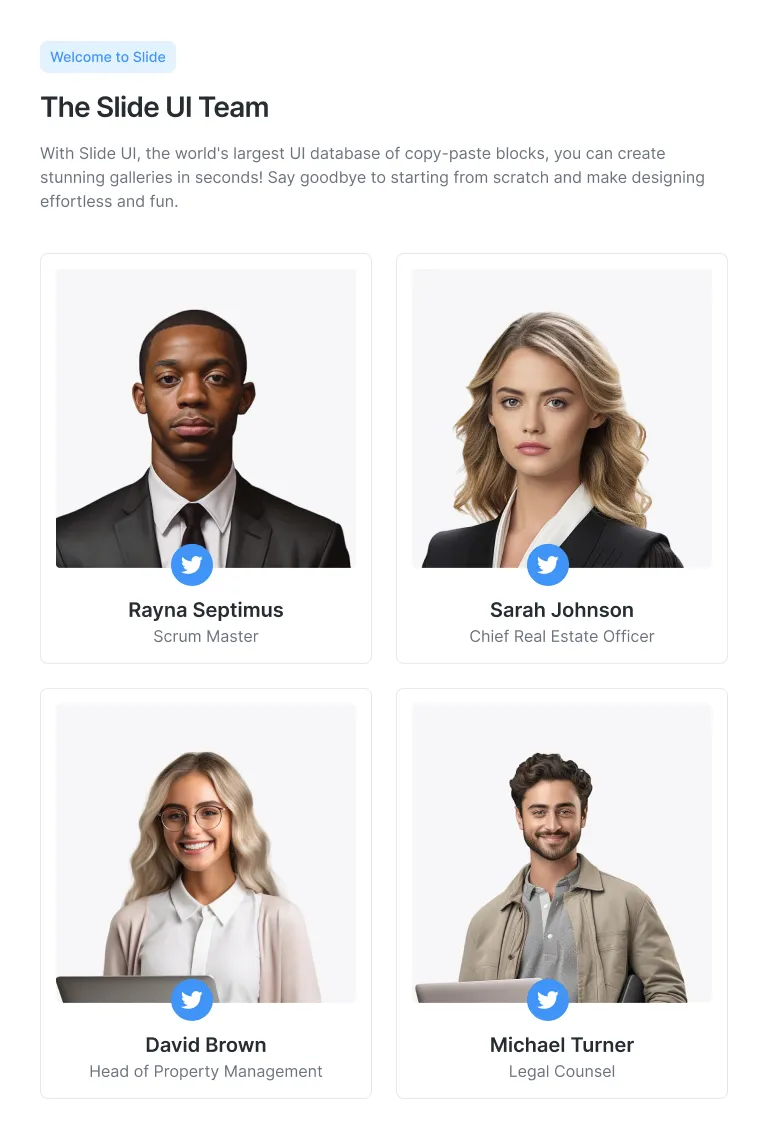 Welcome to Slide
The Slide UI Team
With Slide UI, the world's largest UI database of copy-paste blocks, you can create
stunning galleries in seconds! Say goodbye to starting from scratch and make designing
effortless and fun.
Rayna Septimus
Scrum Master
Sarah Johnson
Chief Real Estate Officer
David Brown
Head of Property Management
Michael Turner
Legal Counsel